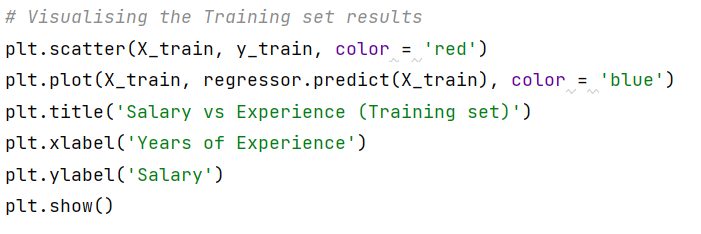 # Visualising the Training set results
plt.scatter(X_train, y_train, color = 'red')
plt.plot(X_train, regressor.predict(X_train), color = 'blue')
plt.title('Salary vs Experience (Training set)')
plt.xlabel('Years of Experience')
plt.ylabel('Salary')
plt.show()